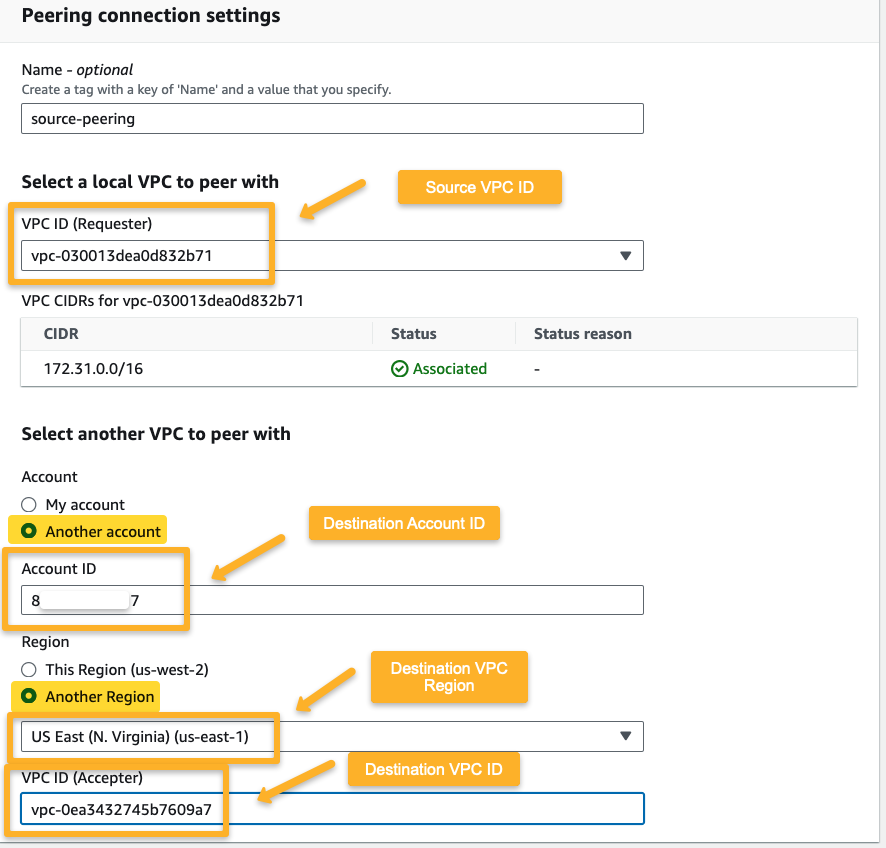 Peering connection settings
Name - optional
Create a tag with a key of 'Name' and a value that you specify.
source-peering
Select a local VPC to peer with
Source VPC ID
VPC ID (Requester)
vpc-030013dea0d832b71
VPC CIDRs for vpc-030013dea0d832b71
CIDR Status Status reason
172.31.0.0/16 Associated -
Select another VPC to peer with
Account
My account
Another account
Destination Account ID
Account ID
8 7
Region
This Region (us-west-2)
Another Region
Destination VPC
Region
US East (N. Virginia) (us-east-1)
Destination VPC ID
VPC ID (Accepter)
vpc-0ea3432745b7609a7